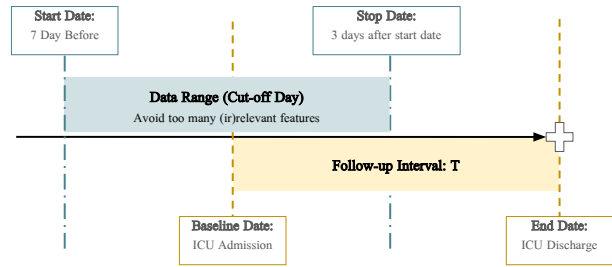 Start Date:
7 Day Before
Stop Date:
3 days after start date
Data Range (Cut-off Day)
Avoid too many (ir)relevant features
Follow-up Interval: T
Baseline Date:
ICU Admission
End Date:
ICU Discharge